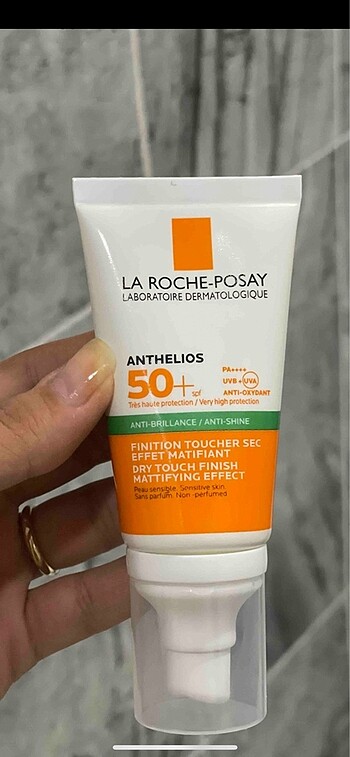 LA ROCHE-POSAY
LABORATOIRE DERMATOLOGIQUE
ANTHELIOS
50+ spf
PA++++
UVB + UVA
ANTI-OXYDANT
Très haute protection / Very high protection
ANTI-BRILLANCE / ANTI-SHINE
FINITION TOUCHER SEC
EFFET MATIFIANT
DRY TOUCH FINISH
MATTIFYING EFFECT
Peau sensible. Sensitive skin.
Sans parfum. Non-perfumed